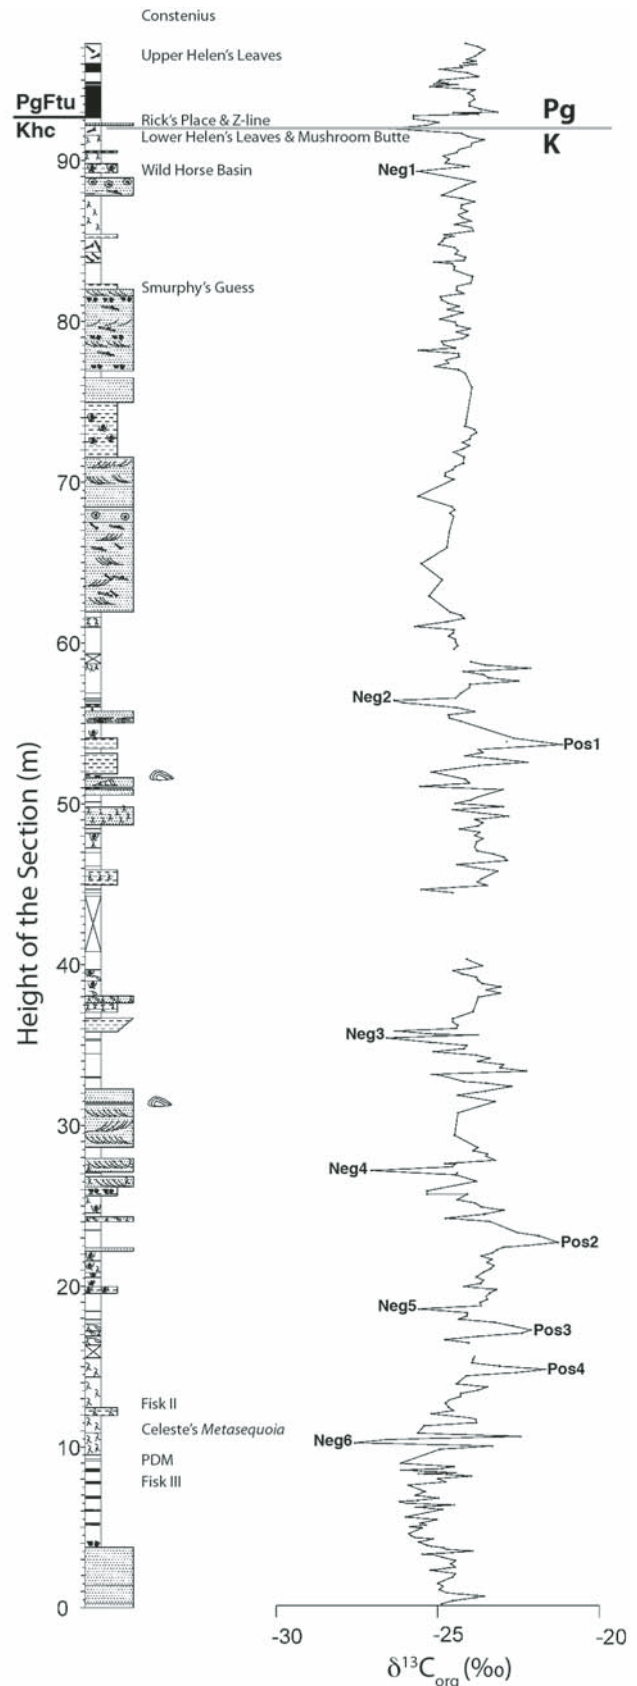 Constenius
Upper Helen's Leaves
PgFtu
Pg
Rick's Place & Z-line
Khc
Lower Helen's Leaves & Mushroom Butte
K
90
Wild Horse Basin
Neg1
Smurphy's Guess
80
70
60
Neg2
Pos1
50
Height of the Section (m)
40
Neg3
30
Neg4
Pos2
20
Neg5
Pos3
Pos4
Fisk II
Celeste's Metasequoia
Neg6
10
PDM
Fisk III
0
-30
-25
-20
δ¹³Corg (‰)